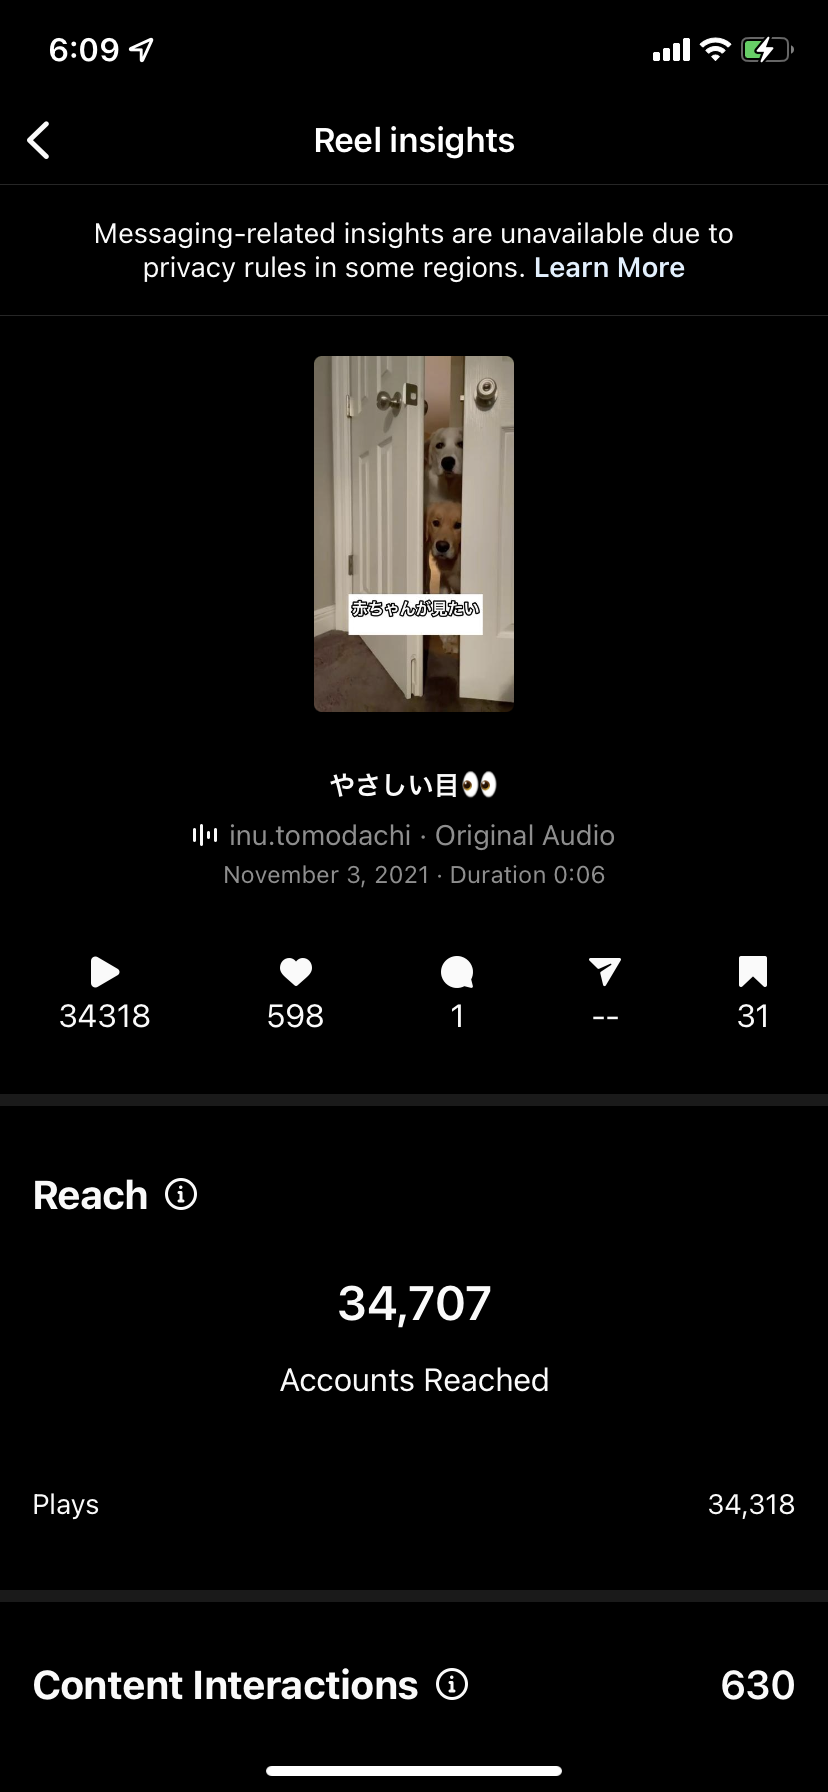 6:09
Reel insights
Messaging-related insights are unavailable due to
privacy rules in some regions. Learn More
赤ちゃんが見たい
やさしい目👀
inu.tomodachi · Original Audio
November 3, 2021 · Duration 0:06
34318 598 1 -- 31
Reach
34,707
Accounts Reached
Plays 34,318
Content Interactions 630